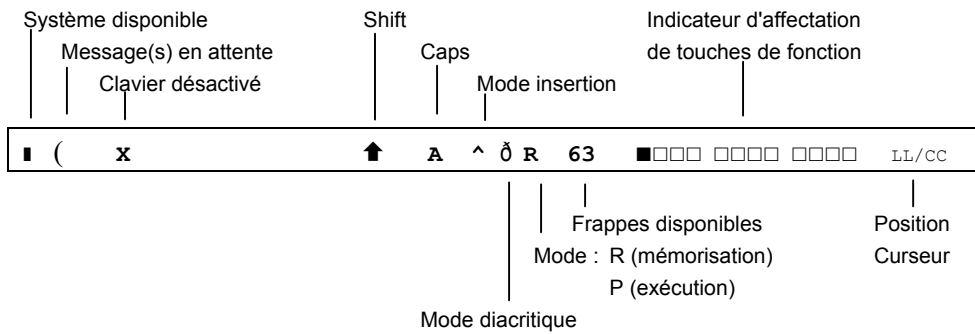 Système disponible Shift Indicateur d'affectation
Message(s) en attente Caps de touches de fonction
Clavier désactivé Mode insertion
▮ ( X ⬆ A ^ ð R 63 ■□□□ □□□□ □□□□ LL/CC
Frappes disponibles Position
Mode : R (mémorisation) Curseur
P (exécution)
Mode diacritique